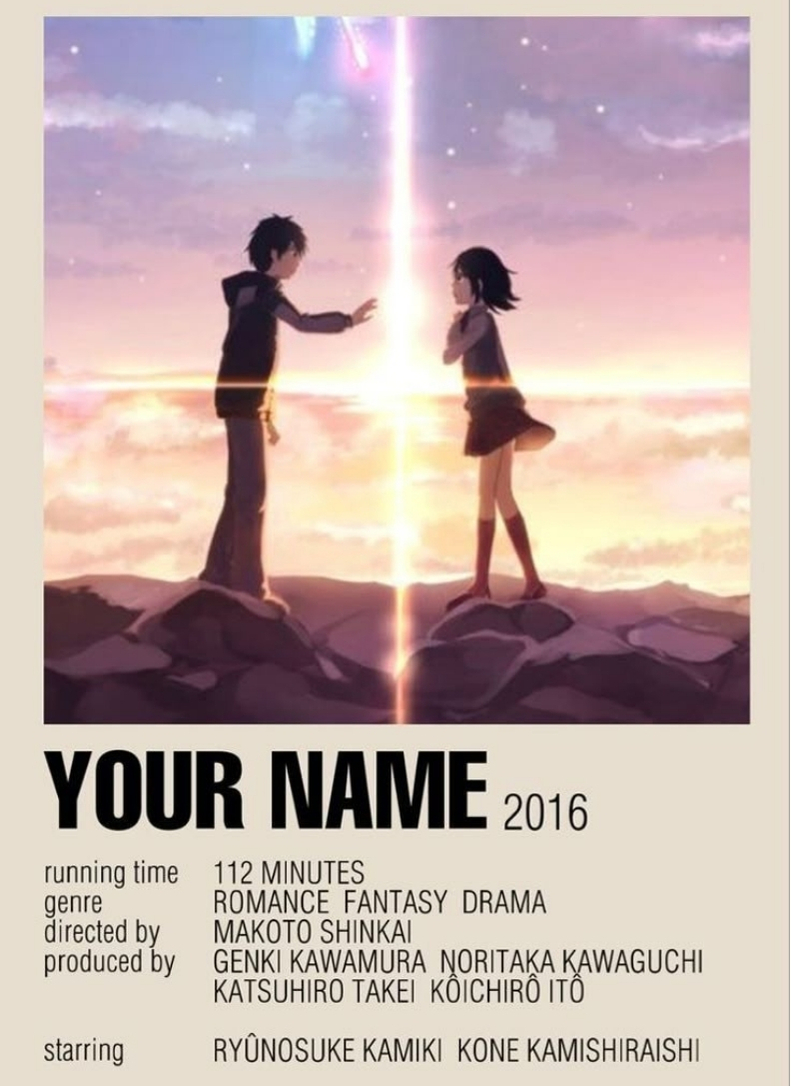 YOUR NAME 2016
running time 112 MINUTES
genre ROMANCE FANTASY DRAMA
directed by MAKOTO SHINKAI
produced by GENKI KAWAMURA NORITAKA KAWAGUCHI
KATSUHIRO TAKEI KÔICHIRÔ ITÔ
starring RYÛNOSUKE KAMIKI KONE KAMISHIRAISHI